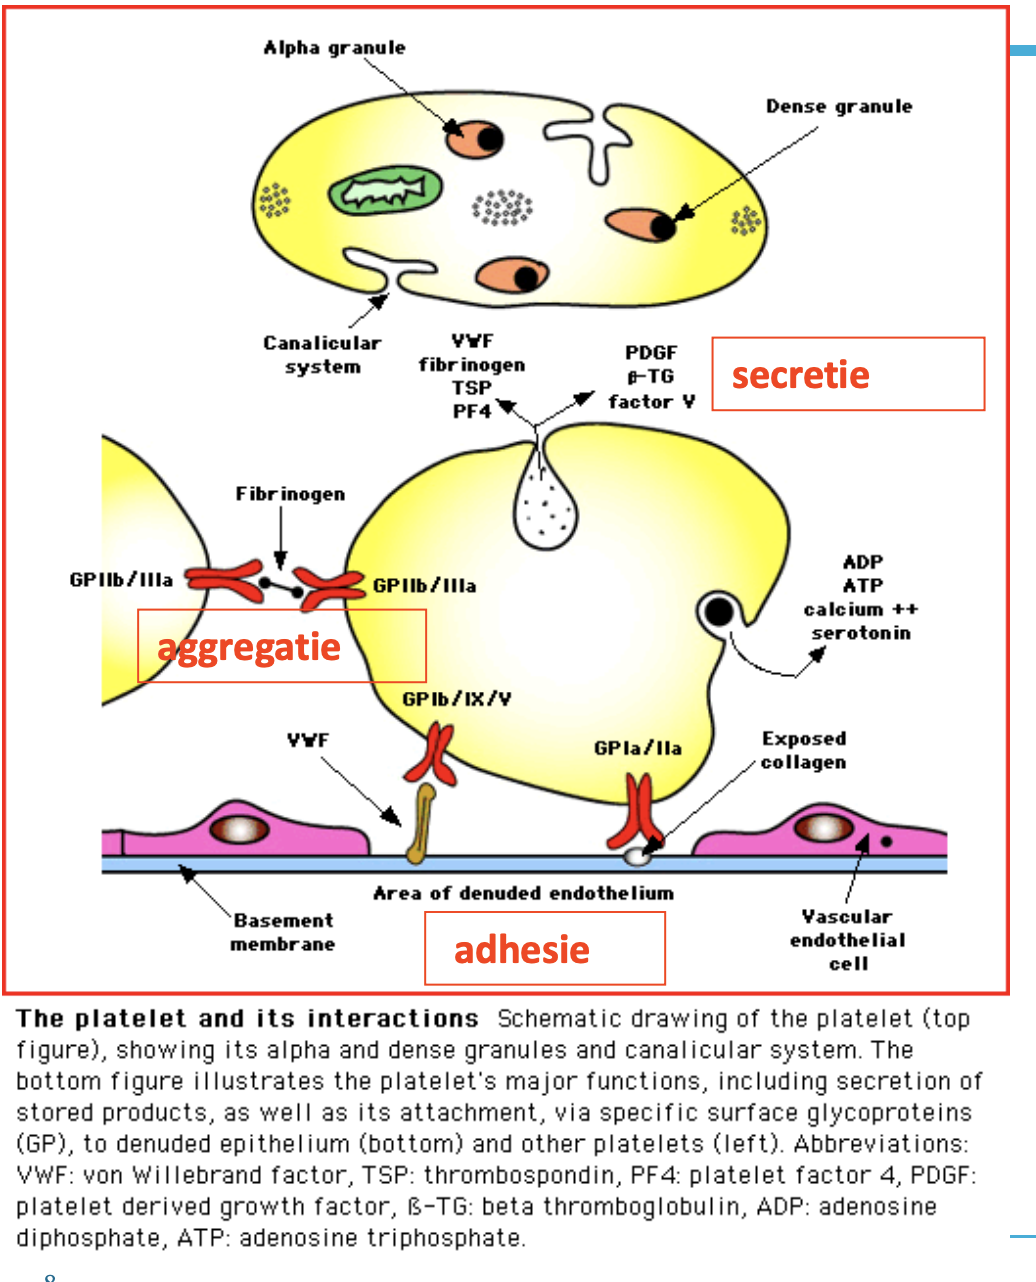 Alpha granule
Dense granule
Canalicular
system
VWF
fibrinogen
TSP
PF4
PDGF
β-TG
factor V
secretie
Fibrinogen
GPIIb/IIIa
GPIIb/IIIa
ADP
ATP
calcium ++
serotonin
aggregatie
GPIb/IX/V
VWF
GPIa/IIa
Exposed
collagen
Area of denuded endothelium
Basement
membrane
adhesie
Vascular
endothelial
cell
The platelet and its interactions Schematic drawing of the platelet (top
figure), showing its alpha and dense granules and canalicular system. The
bottom figure illustrates the platelet's major functions, including secretion of
stored products, as well as its attachment, via specific surface glycoproteins
(GP), to denuded epithelium (bottom) and other platelets (left). Abbreviations:
VWF: von Willebrand factor, TSP: thrombospondin, PF4: platelet factor 4, PDGF:
platelet derived growth factor, ß-TG: beta thromboglobulin, ADP: adenosine
diphosphate, ATP: adenosine triphosphate.
8